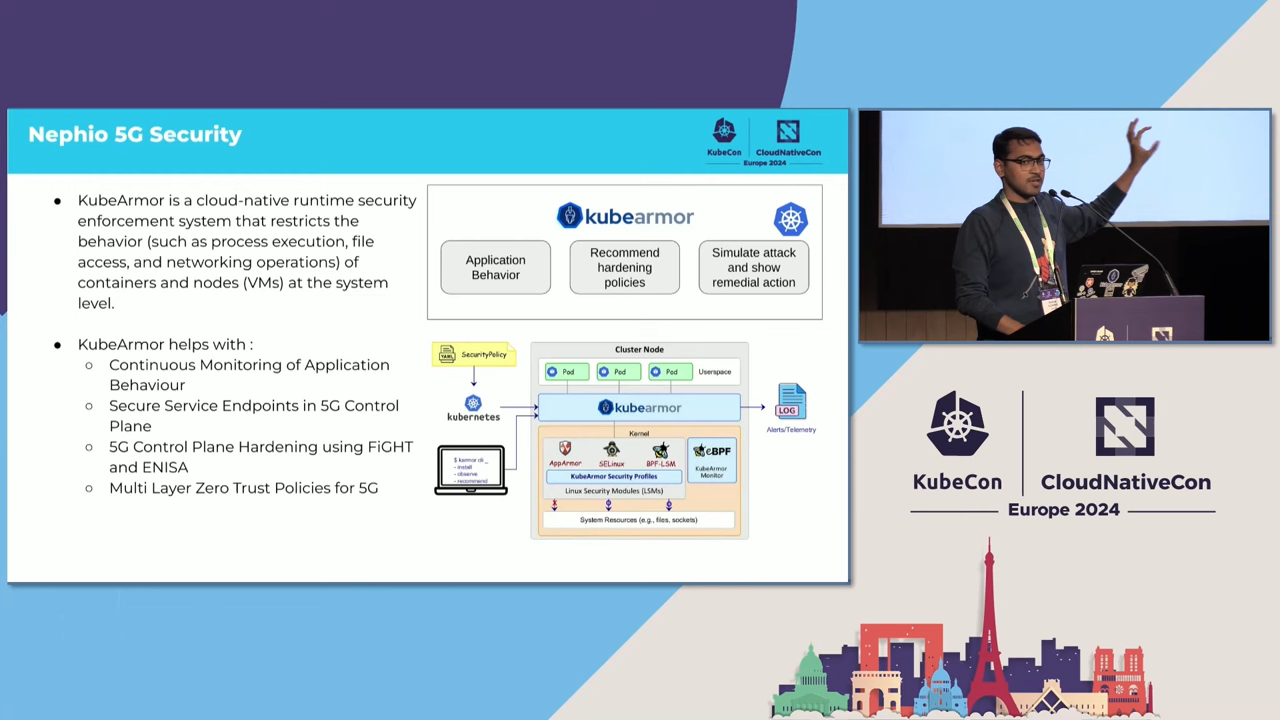 Nephio 5G Security
KubeCon
CloudNativeCon
Europe 2024
KubeArmor is a cloud-native runtime security
enforcement system that restricts the
behavior (such as process execution, file
access, and networking operations) of
containers and nodes (VMs) at the system
level.
KubeArmor helps with :
Continuous Monitoring of Application
Behaviour
Secure Service Endpoints in 5G Control
Plane
5G Control Plane Hardening using FiGHT
and ENISA
Multi Layer Zero Trust Policies for 5G
kubearmor
Application
Behavior
Recommend
hardening
policies
Simulate attack
and show
remedial action
YAML
SecurityPolicy
kubernetes
$ karmor cli _
- install
- observe
- recommend
Cluster Node
Pod
Pod
Pod
Userspace
kubearmor
LOG
Alerts/Telemetry
Kernel
AppArmor
SELinux
BPF-LSM
eBPF
KubeArmor
Monitor
KubeArmor Security Profiles
Linux Security Modules (LSMs)
System Resources (e.g., files, sockets)
KubeCon
CloudNativeCon
Europe 2024